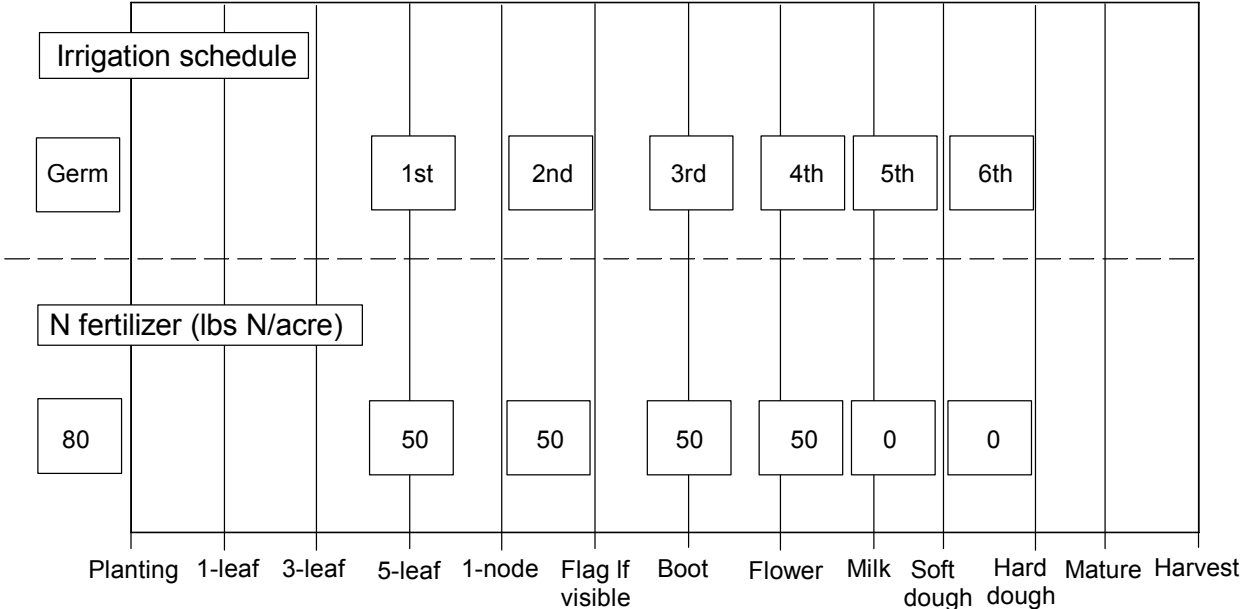 Irrigation schedule
Germ 1st 2nd 3rd 4th 5th 6th
N fertilizer (lbs N/acre)
80 50 50 50 50 0 0
Planting 1-leaf 3-leaf 5-leaf 1-node Flag lf Boot Flower Milk Soft Hard Mature Harvest
visible dough dough